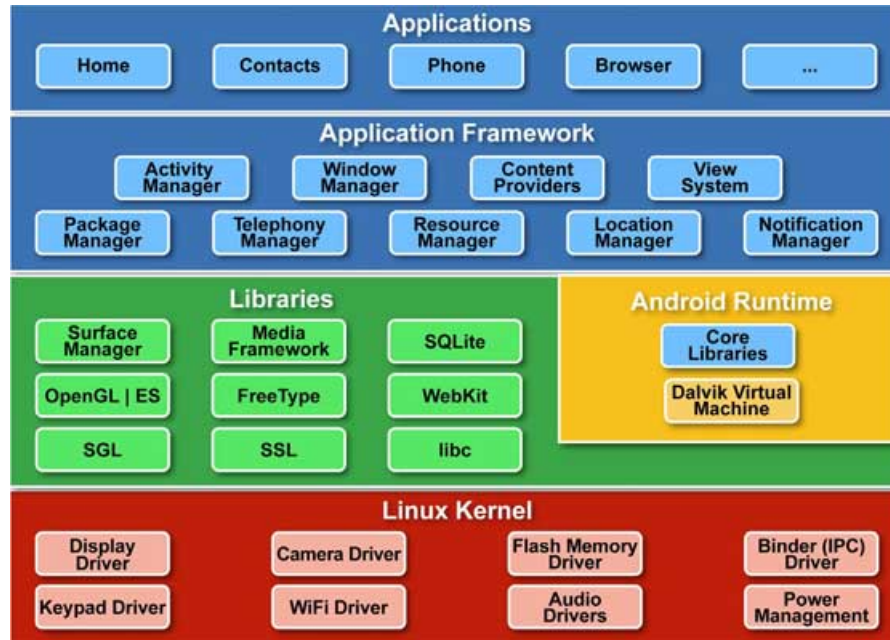 Applications
Home
Contacts
Phone
Browser
...
Application Framework
Activity
Manager
Window
Manager
Content
Providers
View
System
Package
Manager
Telephony
Manager
Resource
Manager
Location
Manager
Notification
Manager
Libraries
Surface
Manager
Media
Framework
SQLite
OpenGL | ES
FreeType
WebKit
SGL
SSL
libc
Android Runtime
Core
Libraries
Dalvik Virtual
Machine
Linux Kernel
Display
Driver
Camera Driver
Flash Memory
Driver
Binder (IPC)
Driver
Keypad Driver
WiFi Driver
Audio
Drivers
Power
Management